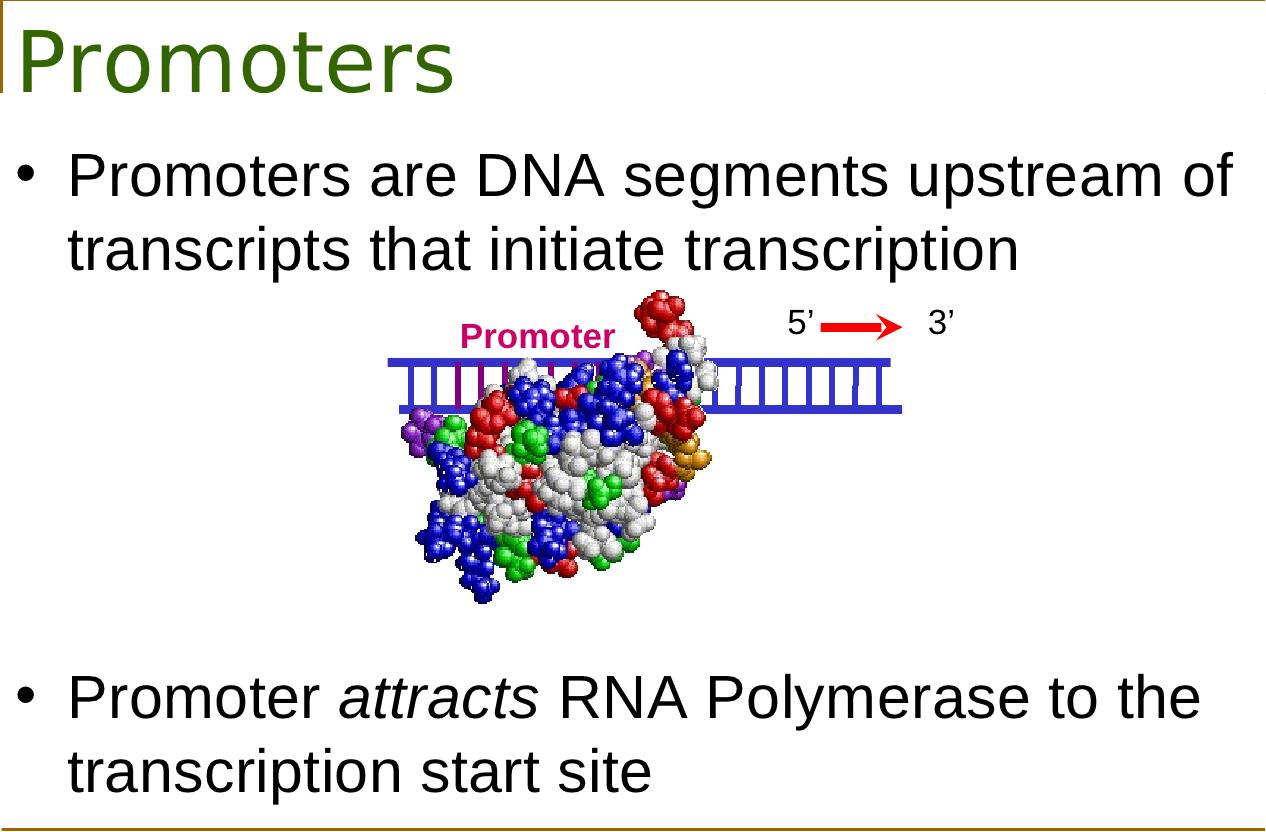 Promoters
• Promoters are DNA segments upstream of
transcripts that initiate transcription
Promoter
5’ 3’
• Promoter attracts RNA Polymerase to the
transcription start site